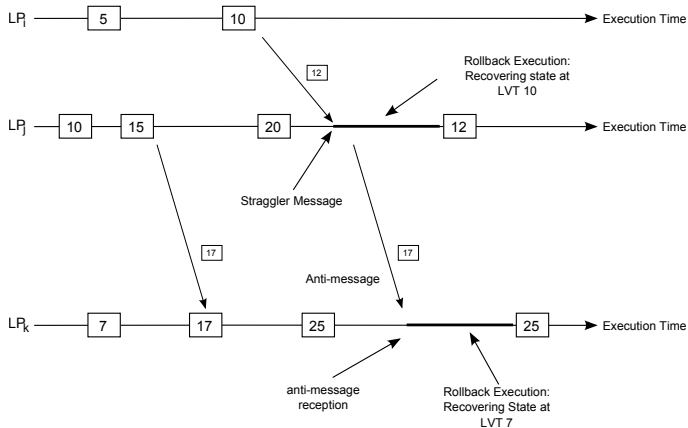 LPi 5 10 Execution Time
12
Rollback Execution:
Recovering state at
LVT 10
LPj 10 15 20 12 Execution Time
Straggler Message
17 17
Anti-message
LPk 7 17 25 25 Execution Time
anti-message
reception
Rollback Execution:
Recovering State at
LVT 7